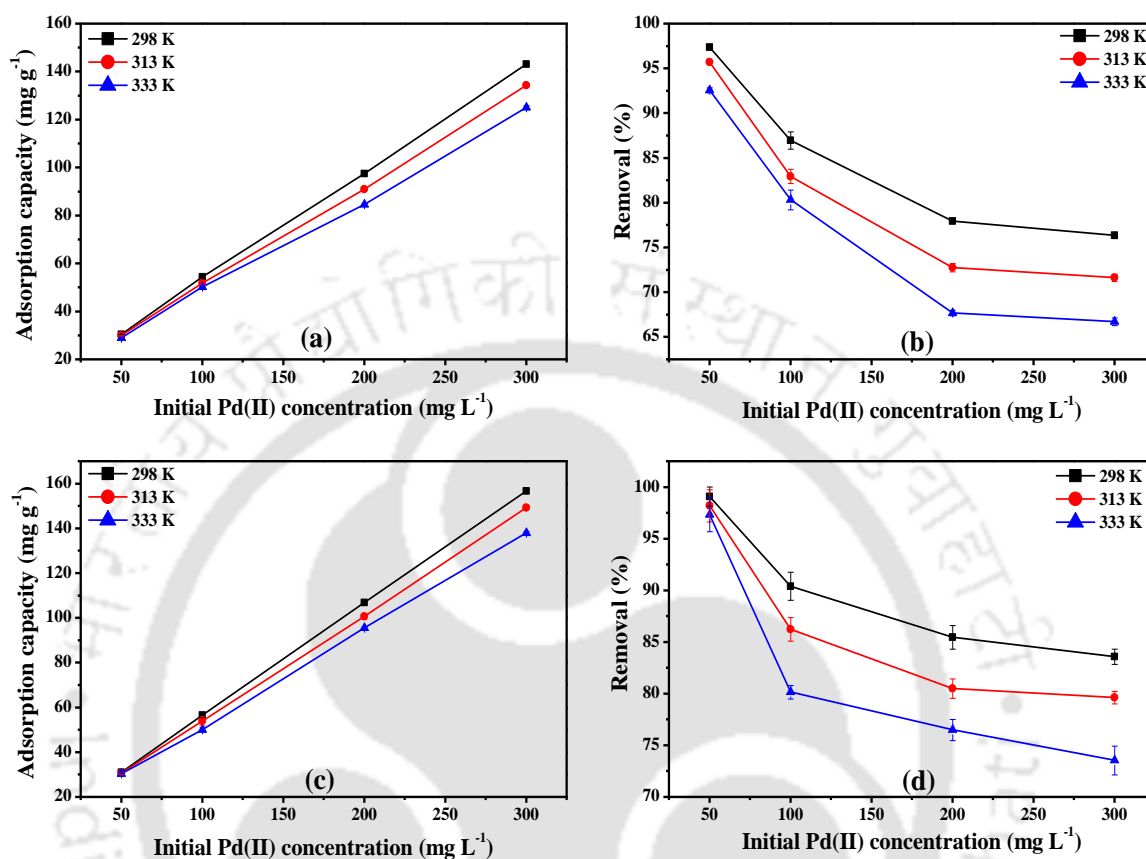 160
140
120
100
80
60
40
20
50 100 150 200 250 300
298 K
313 K
333 K
Adsorption capacity (mg g⁻¹)
Initial Pd(II) concentration (mg L⁻¹)
(a)
100
95
90
85
80
75
70
65
50 100 150 200 250 300
298 K
313 K
333 K
Removal (%)
Initial Pd(II) concentration (mg L⁻¹)
(b)
160
140
120
100
80
60
40
20
50 100 150 200 250 300
298 K
313 K
333 K
Adsorption capacity (mg g⁻¹)
Initial Pd(II) concentration (mg L⁻¹)
(c)
100
95
90
85
80
75
70
50 100 150 200 250 300
298 K
313 K
333 K
Removal (%)
Initial Pd(II) concentration (mg L⁻¹)
(d)